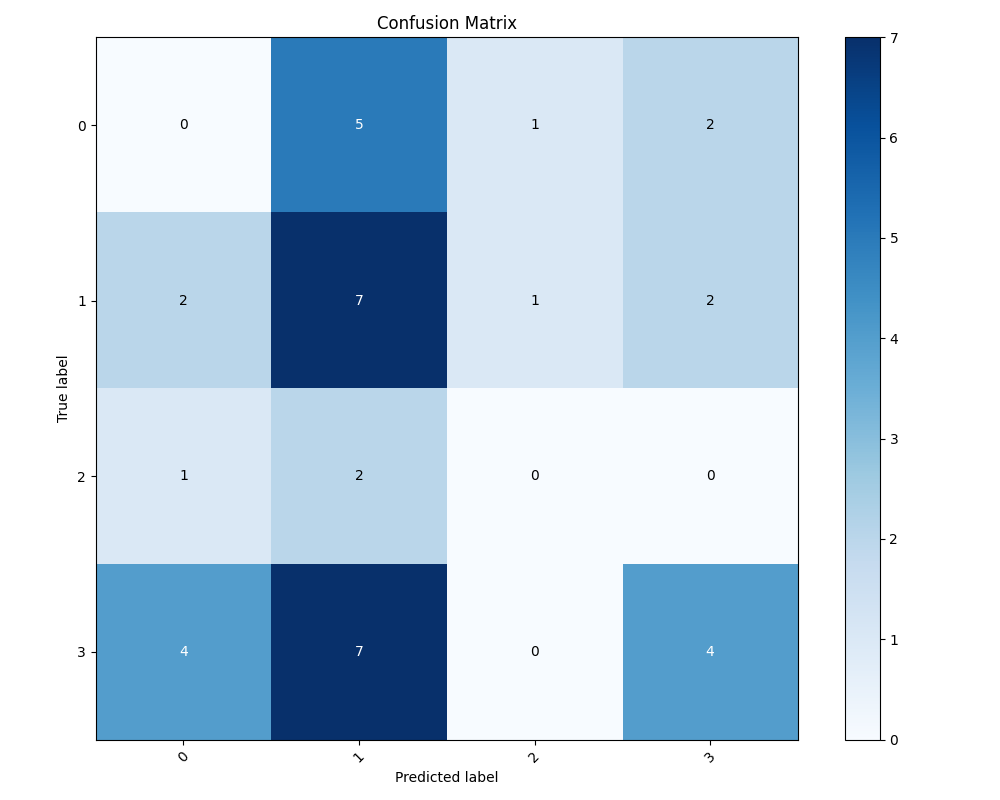 Confusion Matrix
0 0 5 1 2
1 2 7 1 2
2 1 2 0 0
3 4 7 0 4
0 1 2 3
True label
Predicted label
7
6
5
4
3
2
1
0